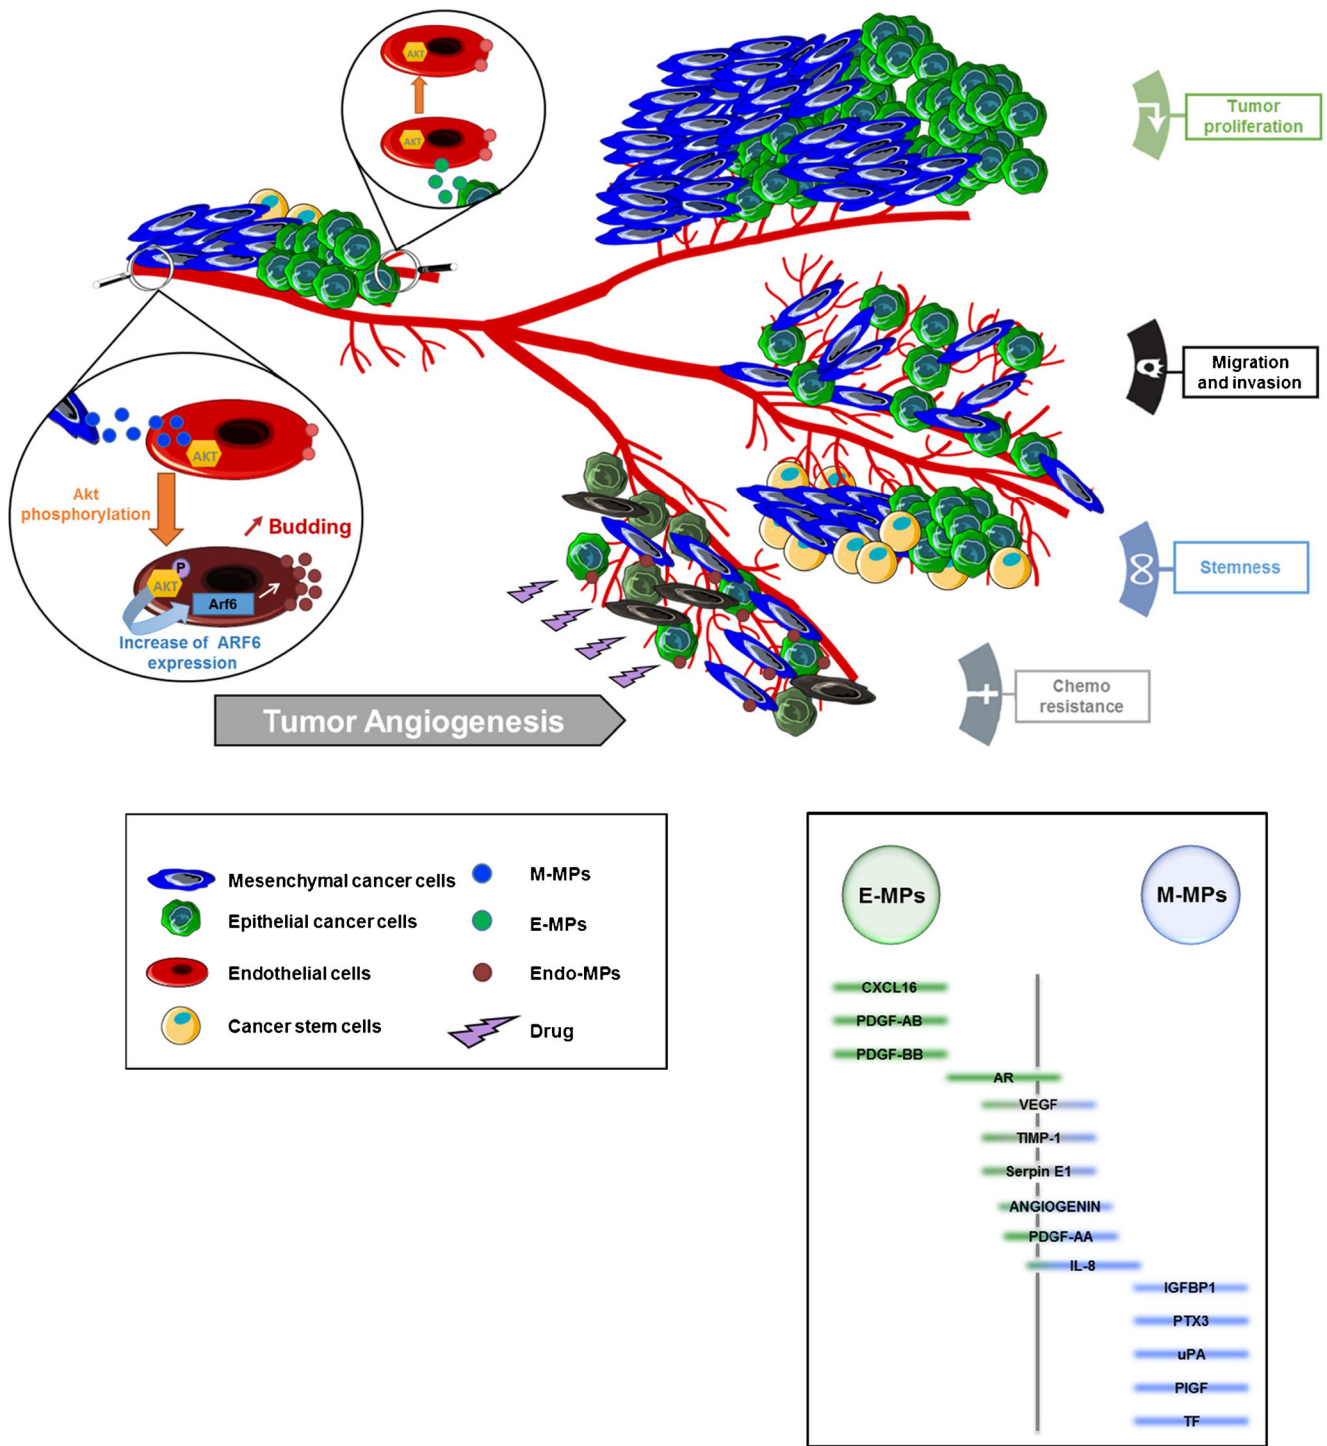 AKT
AKT
Tumor
proliferation
Migration
and invasion
AKT
Akt
phosphorylation
Budding
P
AKT
Arf6
Increase of ARF6
expression
Stemness
Chemo
resistance
Tumor Angiogenesis
Mesenchymal cancer cells
M-MPs
Epithelial cancer cells
E-MPs
Endothelial cells
Endo-MPs
Cancer stem cells
Drug
E-MPs
M-MPs
CXCL16
PDGF-AB
PDGF-BB
AR
VEGF
TIMP-1
Serpin E1
ANGIOGENIN
PDGF-AA
IL-8
IGFBP1
PTX3
uPA
PIGF
TF